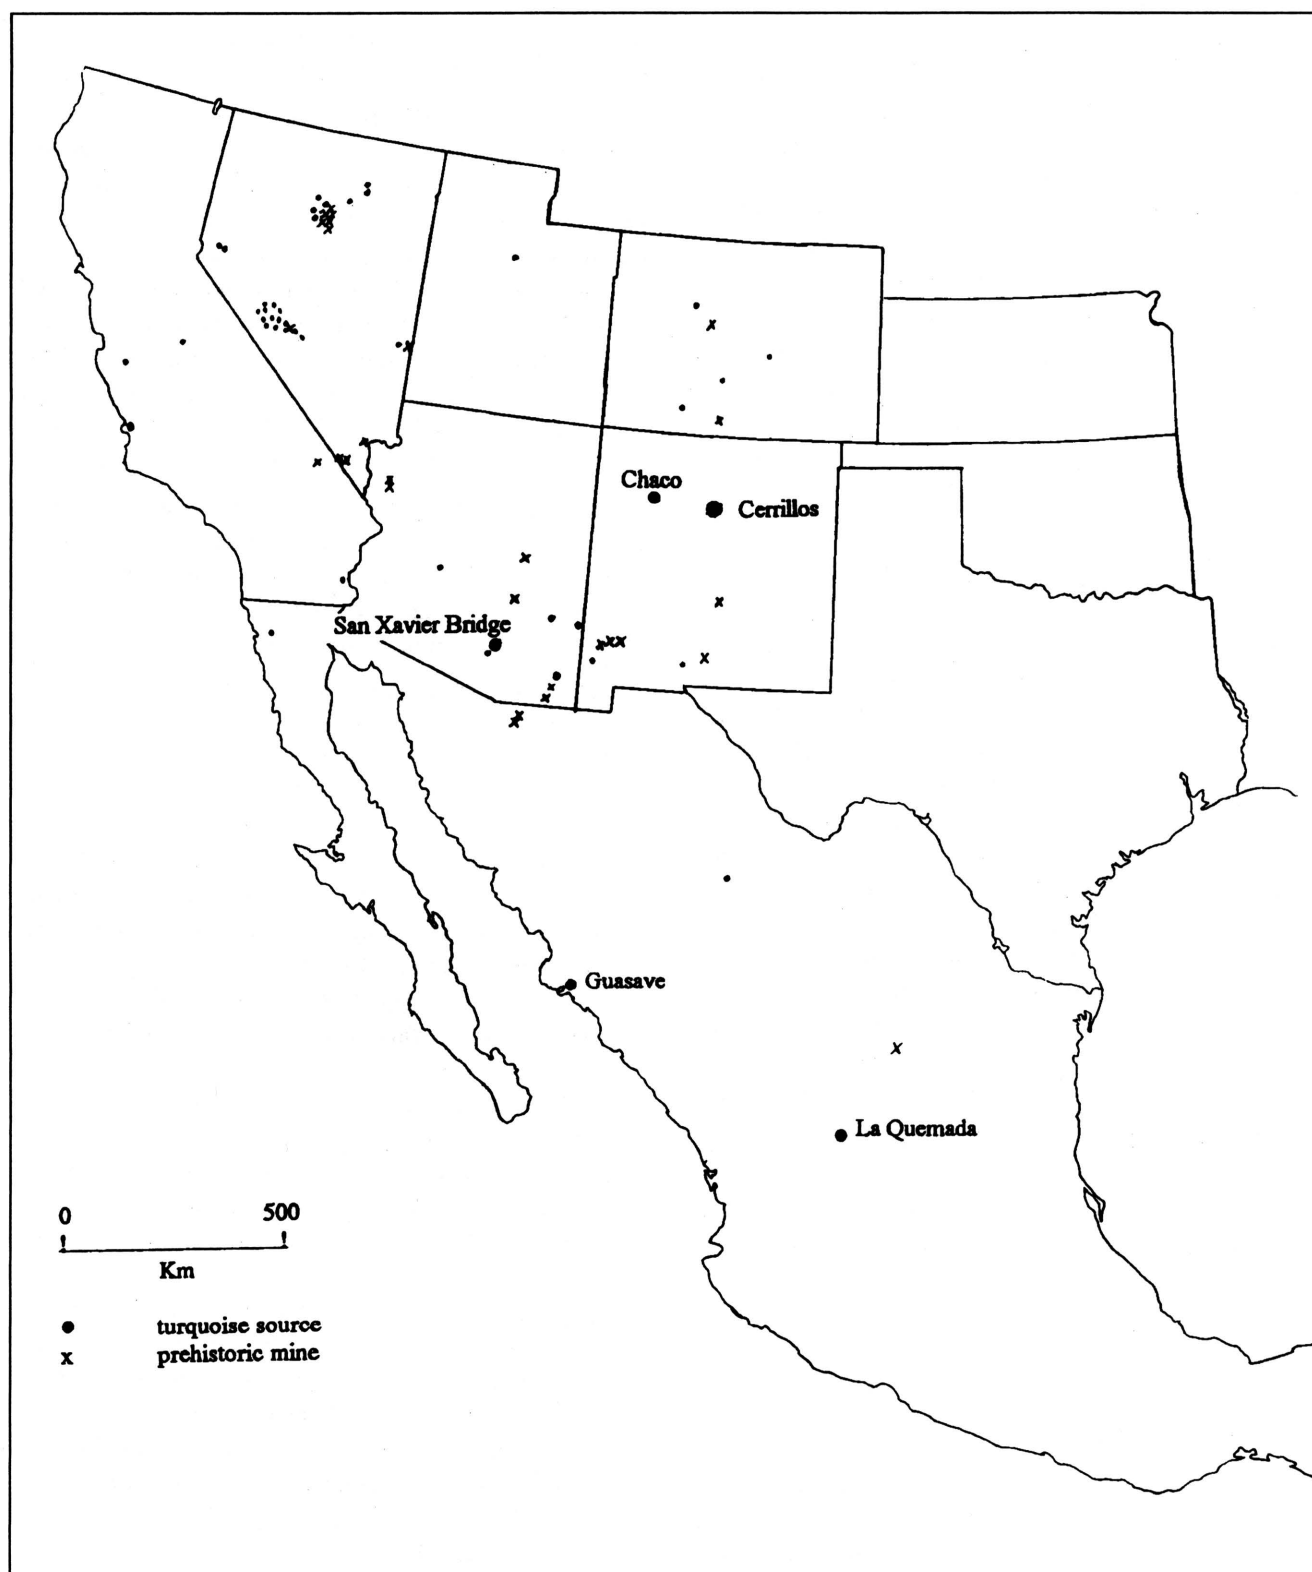 Chaco
Cerrillos
San Xavier Bridge
Guasave
La Quemada
0 500
Km
turquoise source
x prehistoric mine